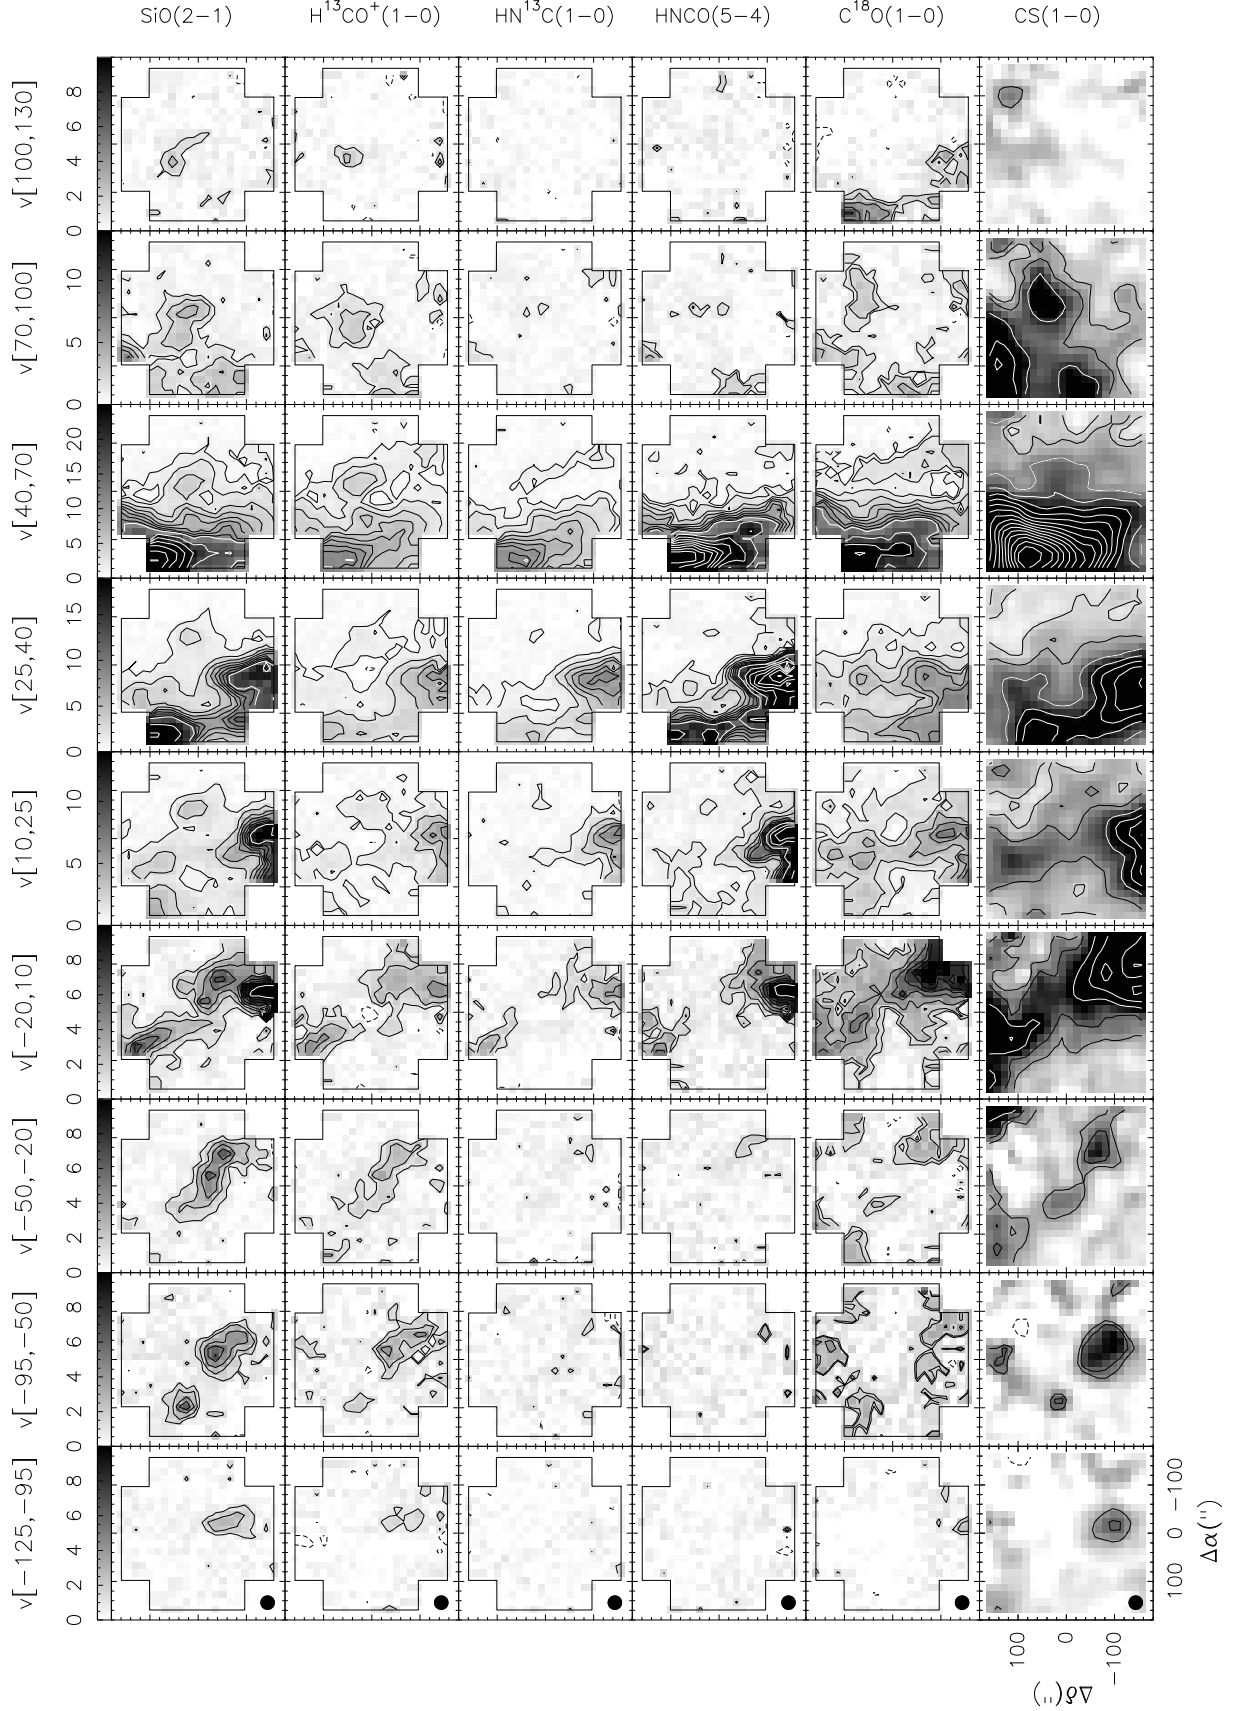 SiO(2−1) H¹³CO⁺(1−0) HN¹³C(1−0) HNCO(5−4) C¹⁸O(1−0) CS(1−0)
v[100,130]
0 2 4 6 8
v[70,100]
0 5 10
v[40,70]
0 5 10 15 20
v[25,40]
0 5 10 15
v[10,25]
0 5 10
v[−20,10]
0 2 4 6 8
v[−50,−20]
0 2 4 6 8
v[−95,−50]
0 2 4 6 8
v[−125,−95]
0 2 4 6 8
100 0 −100
Δα('')
100 0 −100
Δδ('')